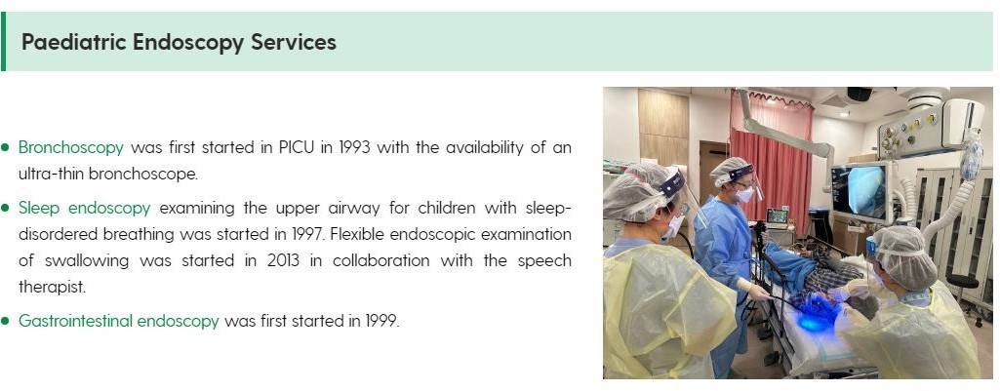 Paediatric Endoscopy Services
Bronchoscopy was first started in PICU in 1993 with the availability of an
ultra-thin bronchoscope.
Sleep endoscopy examining the upper airway for children with sleep-
disordered breathing was started in 1997. Flexible endoscopic examination
of swallowing was started in 2013 in collaboration with the speech
therapist.
Gastrointestinal endoscopy was first started in 1999.